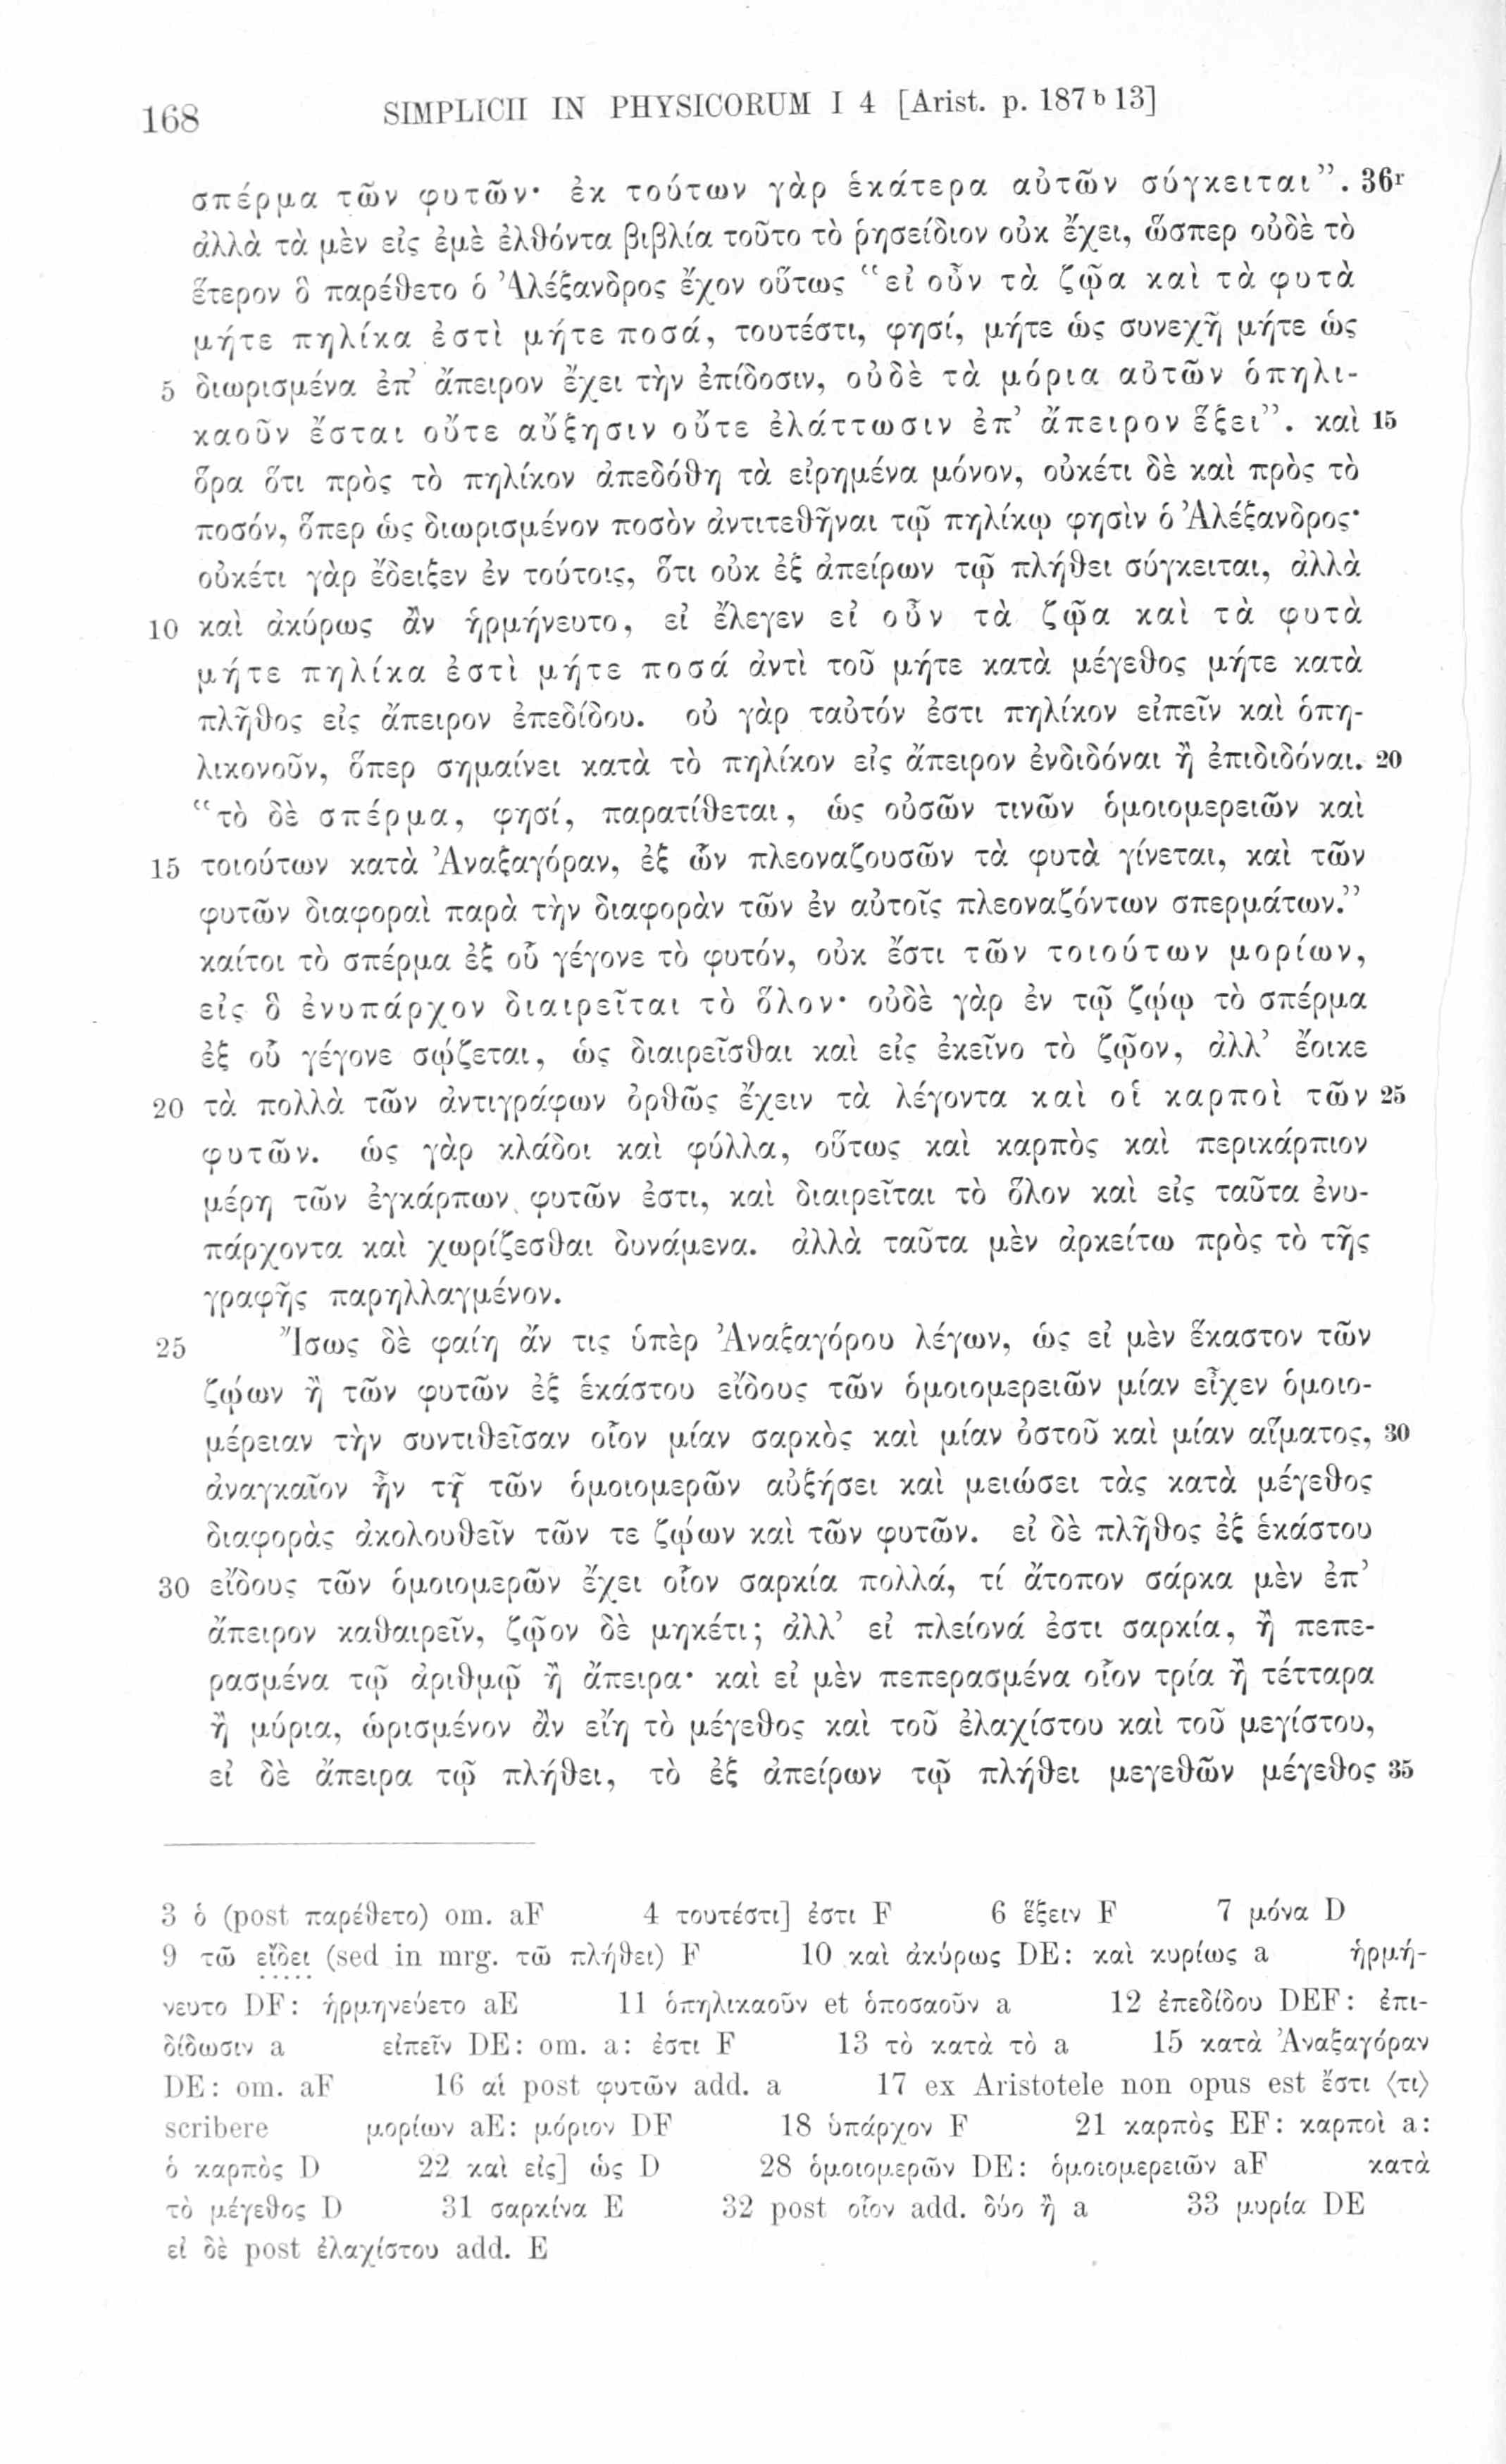 168 SIMPLICII IN PHYSICORUM I 4 [Arist. p. 187 b 13]
σπέρμα τῶν φυτῶν· ἐκ τούτων γὰρ ἑκάτερα αὐτῶν σύγκειται”. 36r
ἀλλὰ τὰ μὲν εἰς ἐμὲ ἐλθόντα βιβλία τοῦτο τὸ ῥησείδιον οὐκ ἔχει, ὥσπερ οὐδὲ τὸ
ἕτερον ὃ παρέθετο ὁ Ἀλέξανδρος ἔχον οὕτως “εἰ οὖν τὰ ζῷα καὶ τὰ φυτὰ
μήτε πηλίκα ἐστὶ μήτε ποσά, τουτέστι, φησί, μήτε ὡς συνεχῆ μήτε ὡς
5 διωρισμένα ἐπ’ ἄπειρον ἔχει τὴν ἐπίδοσιν, οὐδὲ τὰ μόρια αὐτῶν ὁπηλι-
καοῦν ἔσται οὔτε αὔξησιν οὔτε ἐλάττωσιν ἐπ’ ἄπειρον ἕξει”. καὶ 15
ὅρα ὅτι πρὸς τὸ πηλίκον ἀπεδόθη τὰ εἰρημένα μόνον, οὐκέτι δὲ καὶ πρὸς τὸ
ποσόν, ὅπερ ὡς διωρισμένον ποσὸν ἀντιτεθῆναι τῷ πηλίκῳ φησὶν ὁ Ἀλέξανδρος·
οὐκέτι γὰρ ἔδειξεν ἐν τούτοις, ὅτι οὐκ ἐξ ἀπείρων τῷ πλήθει σύγκειται, ἀλλὰ
10 καὶ ἀκύρως ἂν ἡρμήνευτο, εἰ ἔλεγεν εἰ οὖν τὰ ζῷα καὶ τὰ φυτὰ
μήτε πηλίκα ἐστὶ μήτε ποσά ἀντὶ τοῦ μήτε κατὰ μέγεθος μήτε κατὰ
πλῆθος εἰς ἄπειρον ἐπεδίδου. οὐ γὰρ ταὐτόν ἐστι πηλίκον εἰπεῖν καὶ ὁπη-
λικονοῦν, ὅπερ σημαίνει κατὰ τὸ πηλίκον εἰς ἄπειρον ἐνδιδόναι ἢ ἐπιδιδόναι. 20
“τὸ δὲ σπέρμα, φησί, παρατίθεται, ὡς οὐσῶν τινῶν ὁμοιομερειῶν καὶ
15 τοιούτων κατὰ Ἀναξαγόραν, ἐξ ὧν πλεοναζουσῶν τὰ φυτὰ γίνεται, καὶ τῶν
φυτῶν διαφοραὶ παρὰ τὴν διαφορὰν τῶν ἐν αὐτοῖς πλεοναζόντων σπερμάτων.”
καίτοι τὸ σπέρμα ἐξ οὗ γέγονε τὸ φυτόν, οὐκ ἔστι τῶν τοιούτων μορίων,
εἰς ὃ ἐνυπάρχον διαιρεῖται τὸ ὅλον· οὐδὲ γὰρ ἐν τῷ ζῴῳ τὸ σπέρμα
ἐξ οὗ γέγονε σῴζεται, ὡς διαιρεῖσθαι καὶ εἰς ἐκεῖνο τὸ ζῷον, ἀλλ’ ἔοικε
20 τὰ πολλὰ τῶν ἀντιγράφων ὀρθῶς ἔχειν τὰ λέγοντα καὶ οἱ καρποὶ τῶν 25
φυτῶν. ὡς γὰρ κλάδοι καὶ φύλλα, οὕτως καὶ καρπὸς καὶ περικάρπιον
μέρη τῶν ἐγκάρπων φυτῶν ἐστι, καὶ διαιρεῖται τὸ ὅλον καὶ εἰς ταῦτα ἐνυ-
πάρχοντα καὶ χωρίζεσθαι δυνάμενα. ἀλλὰ ταῦτα μὲν ἀρκείτω πρὸς τὸ τῆς
γραφῆς παρηλλαγμένον.
25 Ἴσως δὲ φαίη ἄν τις ὑπὲρ Ἀναξαγόρου λέγων, ὡς εἰ μὲν ἕκαστον τῶν
ζῴων ἢ τῶν φυτῶν ἐξ ἑκάστου εἴδους τῶν ὁμοιομερειῶν μίαν εἶχεν ὁμοιο-
μέρειαν τὴν συντιθεῖσαν οἷον μίαν σαρκὸς καὶ μίαν ὀστοῦ καὶ μίαν αἵματος, 30
ἀναγκαῖον ἦν τῇ τῶν ὁμοιομερῶν αὐξήσει καὶ μειώσει τὰς κατὰ μέγεθος
διαφορὰς ἀκολουθεῖν τῶν τε ζῴων καὶ τῶν φυτῶν. εἰ δὲ πλῆθος ἐξ ἑκάστου
30 εἴδους τῶν ὁμοιομερῶν ἔχει οἷον σαρκία πολλά, τί ἄτοπον σάρκα μὲν ἐπ’
ἄπειρον καθαιρεῖν, ζῷον δὲ μηκέτι; ἀλλ’ εἰ πλείονά ἐστι σαρκία, ἢ πεπε-
ρασμένα τῷ ἀριθμῷ ἢ ἄπειρα· καὶ εἰ μὲν πεπερασμένα οἷον τρία ἢ τέτταρα
ἢ μύρια, ὡρισμένον ἂν εἴη τὸ μέγεθος καὶ τοῦ ἐλαχίστου καὶ τοῦ μεγίστου,
εἰ δὲ ἄπειρα τῷ πλήθει, τὸ ἐξ ἀπείρων τῷ πλήθει μεγεθῶν μέγεθος 35
3 ὁ (post παρέθετο) om. aF 4 τουτέστι] ἐστι F 6 ἕξειν F 7 μόνα D
9 τῶ εἴδει (sed in mrg. τῶ πλήθει) F 10 καὶ ἀκύρως DE: καὶ κυρίως a ἡρμή-
νευτο DF: ἡρμηνεύετο aE 11 ὁπηλικαοῦν et ὁποσαοῦν a 12 ἐπεδίδου DEF: ἐπι-
δίδωσιν a εἰπεῖν DE: om. a: ἐστι F 13 τὸ κατὰ τὸ a 15 κατὰ Ἀναξαγόραν
DE: om. aF 16 αἱ post φυτῶν add. a 17 ex Aristotele non opus est ἔστι ⟨τι⟩
scribere μορίων aE: μόριον DF 18 ὑπάρχον F 21 καρπὸς EF: καρποὶ a:
ὁ καρπὸς D 22 καὶ εἰς] ὡς D 28 ὁμοιομερῶν DE: ὁμοιομερειῶν aF κατὰ
τὸ μέγεθος D 31 σαρκίνα E 32 post οἷον add. δύο ἢ a 33 μυρία DE
εἰ δὲ post ἐλαχίστου add. E